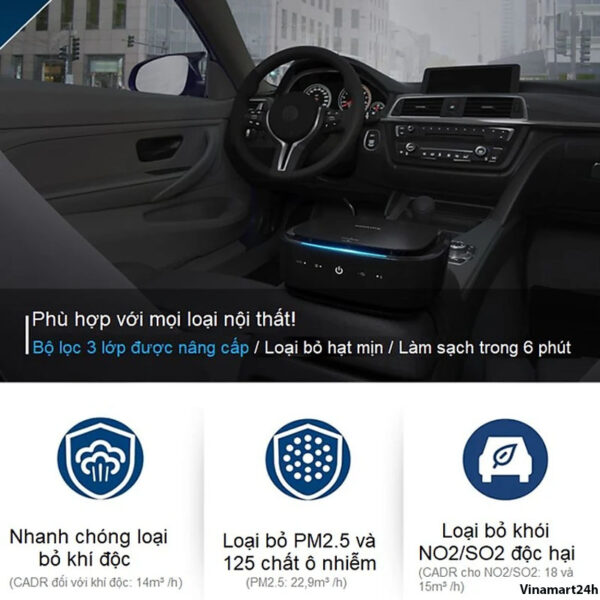 Phù hợp với mọi loại nội thất!
Bộ lọc 3 lớp được nâng cấp / Loại bỏ hạt mịn / Làm sạch trong 6 phút
Nhanh chóng loại
bỏ khí độc
(CADR đối với khí độc: 14m³ /h)
Loại bỏ PM2.5 và
125 chất ô nhiễm
(PM2.5: 22,9m³ /h)
Loại bỏ khói
NO2/SO2 độc hại
(CADR cho NO2/SO2: 18 và
15m³ /h)
Vinamart24h